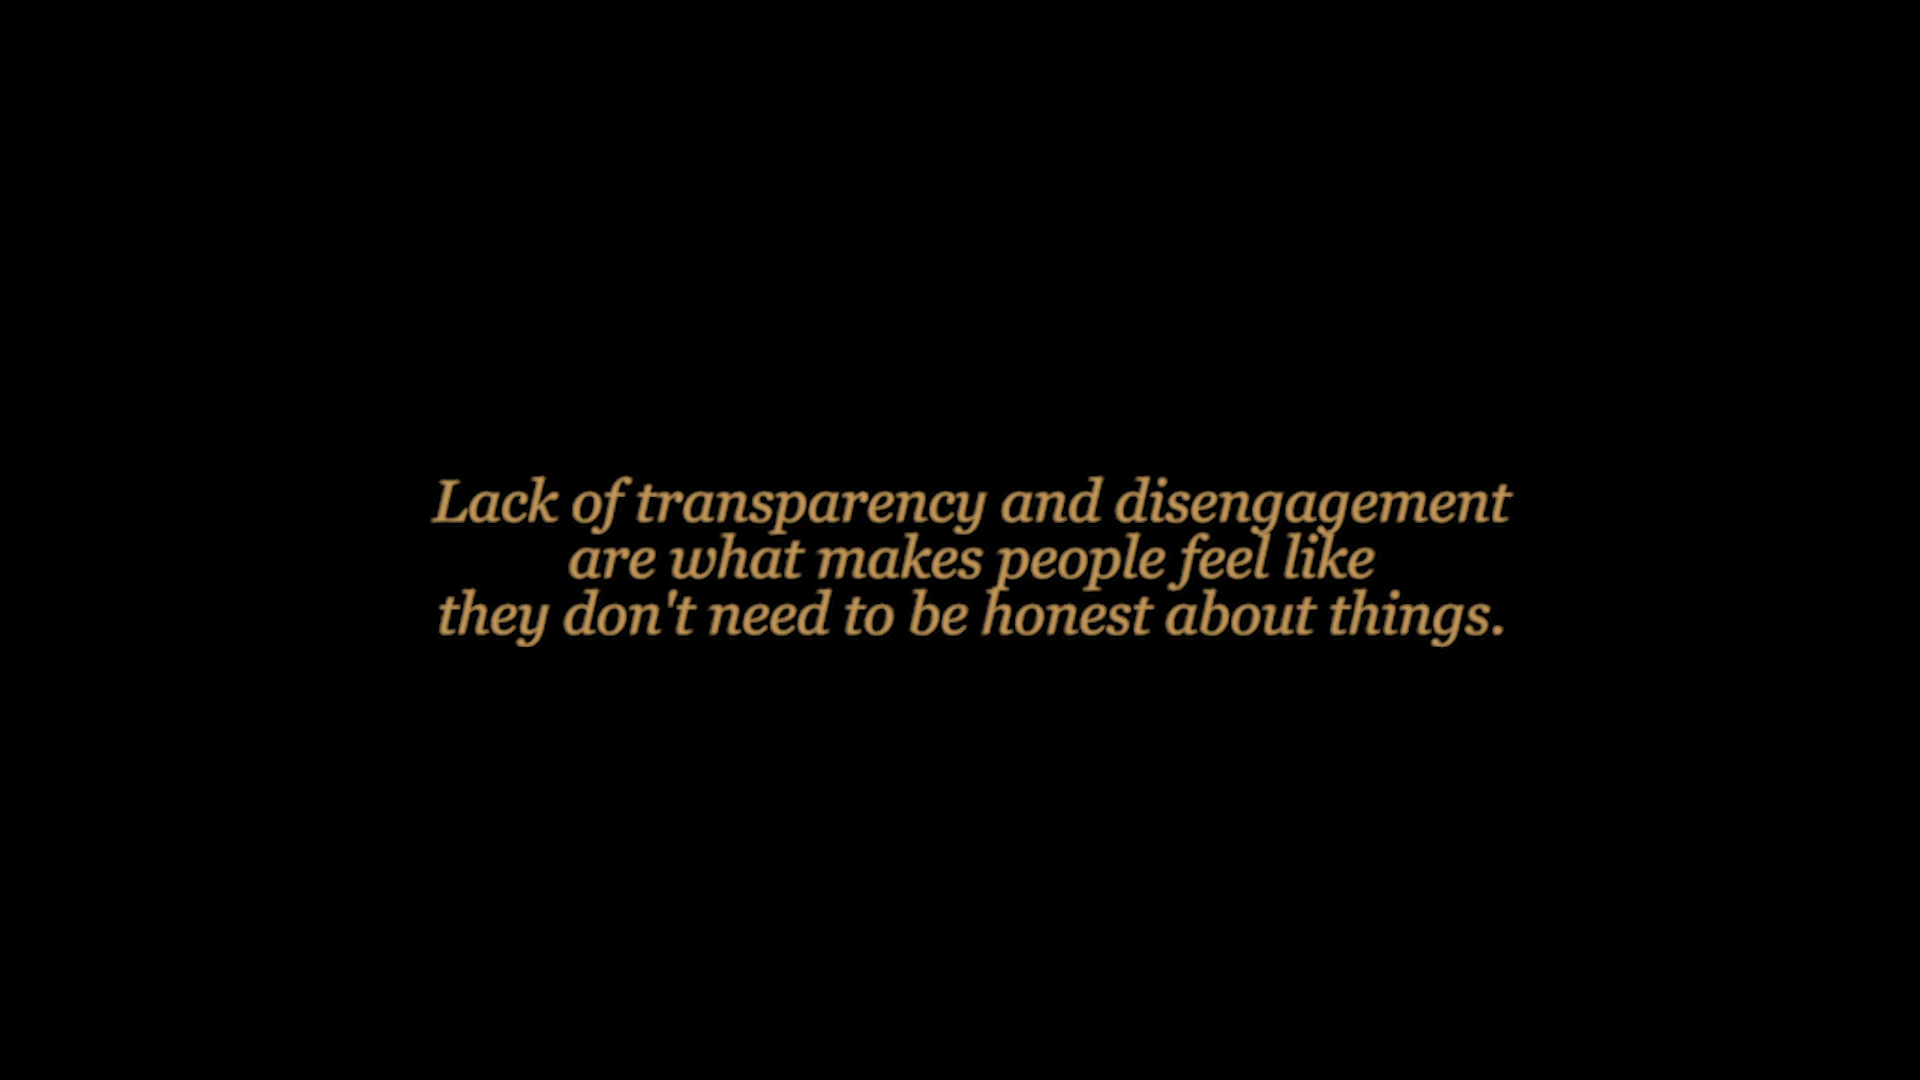 Lack of transparency and disengagement
are what makes people feel like
they don't need to be honest about things.